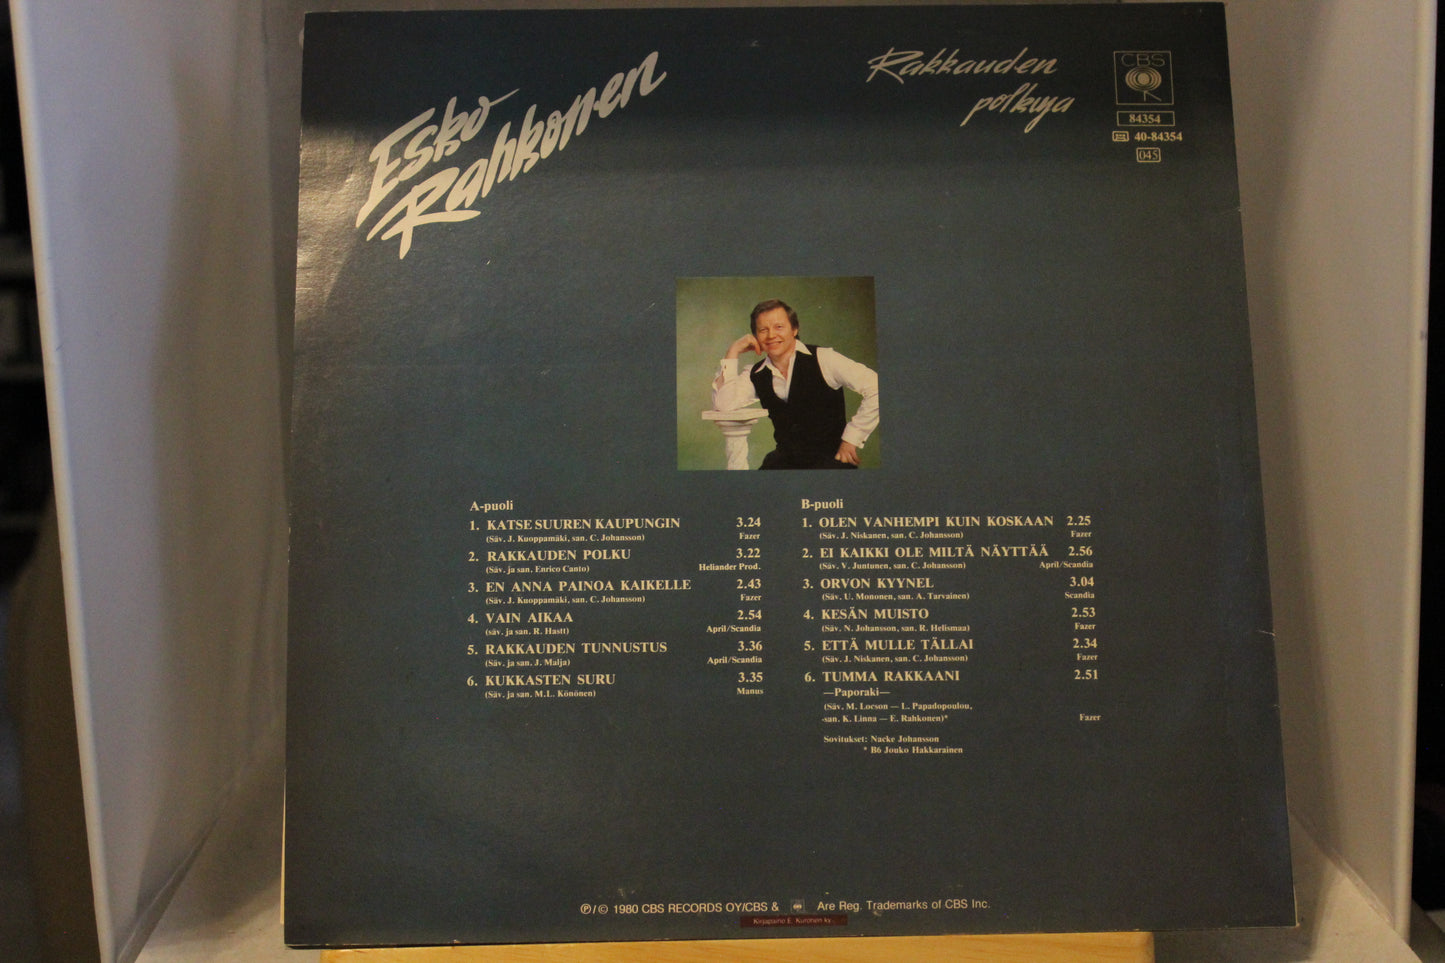 Esko
Rahkonen
Rakkauden
polkuja
CBS
84354
40-84354
045
A-puoli
1. KATSE SUUREN KAUPUNGIN 3.24
(Säv. J. Kuoppamäki, san. C. Johansson) Fazer
2. RAKKAUDEN POLKU 3.22
(Säv. ja san. Enrico Canto) Heliander Prod.
3. EN ANNA PAINOA KAIKELLE 2.43
(Säv. J. Kuoppamäki, san. C. Johansson) Fazer
4. VAIN AIKAA 2.54
(säv. ja san. R. Hastt) April/Scandia
5. RAKKAUDEN TUNNUSTUS 3.36
(Säv. ja san. J. Malja) April/Scandia
6. KUKKASTEN SURU 3.35
(Säv. ja san. M.L. Könönen) Manus
B-puoli
1. OLEN VANHEMPI KUIN KOSKAAN 2.25
(Säv. J. Niskanen, san. C. Johansson) Fazer
2. EI KAIKKI OLE MILTÄ NÄYTTÄÄ 2.56
(Säv. V. Juntunen, san. C. Johansson) April/Scandia
3. ORVON KYYNEL 3.04
(Säv. U. Mononen, san. A. Tarvainen) Scandia
4. KESÄN MUISTO 2.53
(Säv. N. Johansson, san. R. Helismaa) Fazer
5. ETTÄ MULLE TÄLLAI 2.34
(Säv. J. Niskanen, san. C. Johansson) Fazer
6. TUMMA RAKKAANI 2.51
—Paporaki—
(Säv. M. Locson — L. Papadopoulou,
-san. K. Linna — E. Rahkonen)* Fazer
Sovitukset: Nacke Johansson
* B6 Jouko Hakkarainen
℗/© 1980 CBS RECORDS OY/CBS & Are Reg. Trademarks of CBS Inc.
Kirjapaino E. Kuronen ky.